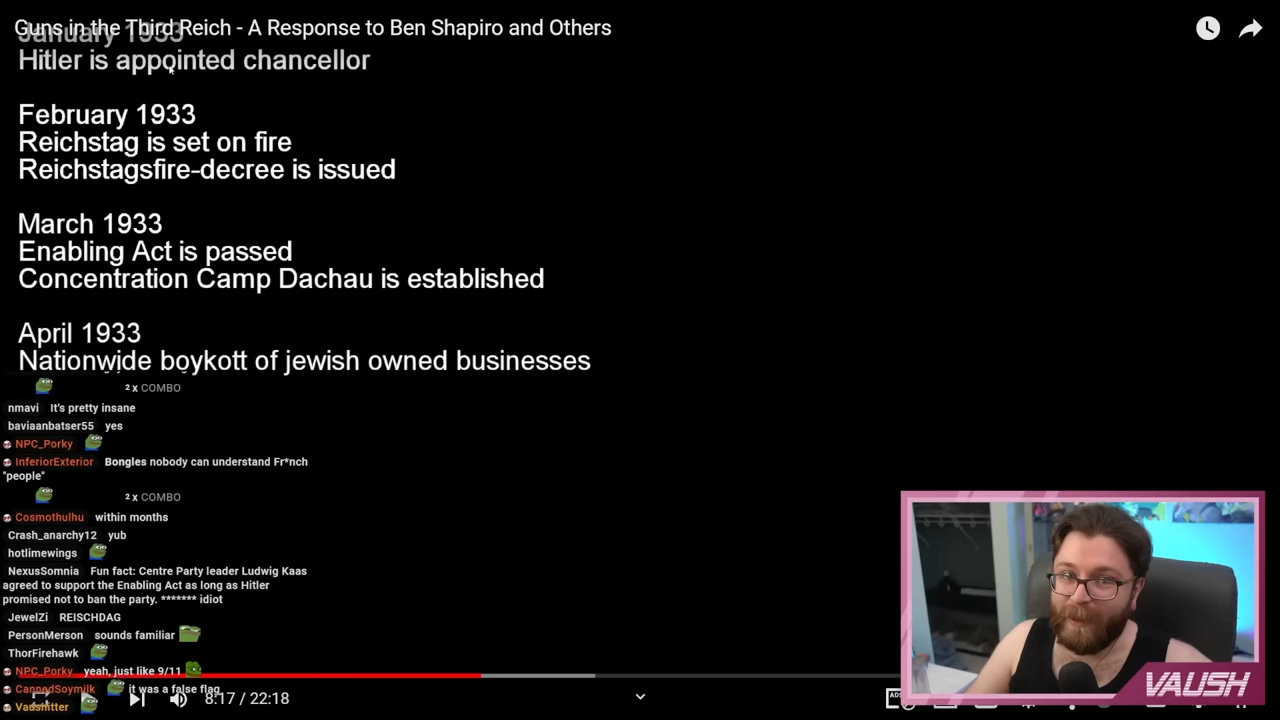 Guns in the Third Reich - A Response to Ben Shapiro and Others
January 1933
Hitler is appointed chancellor
February 1933
Reichstag is set on fire
Reichstagsfire-decree is issued
March 1933
Enabling Act is passed
Concentration Camp Dachau is established
April 1933
Nationwide boykott of jewish owned businesses
2 x COMBO
nmavi It's pretty insane
baviaanbatser55 yes
NPC_Porky
InferiorExterior Bongles nobody can understand Fr*nch
"people"
2 x COMBO
Cosmothulhu within months
Crash_anarchy12 yub
hotlimewings
NexusSomnia Fun fact: Centre Party leader Ludwig Kaas
agreed to support the Enabling Act as long as Hitler
promised not to ban the party. ******* idiot
JewelZi REISCHDAG
PersonMerson sounds familiar
ThorFirehawk
NPC_Porky yeah, just like 9/11
CannedSoymilk it was a false flag
Vaushitter
8:17 / 22:18
VAUSH